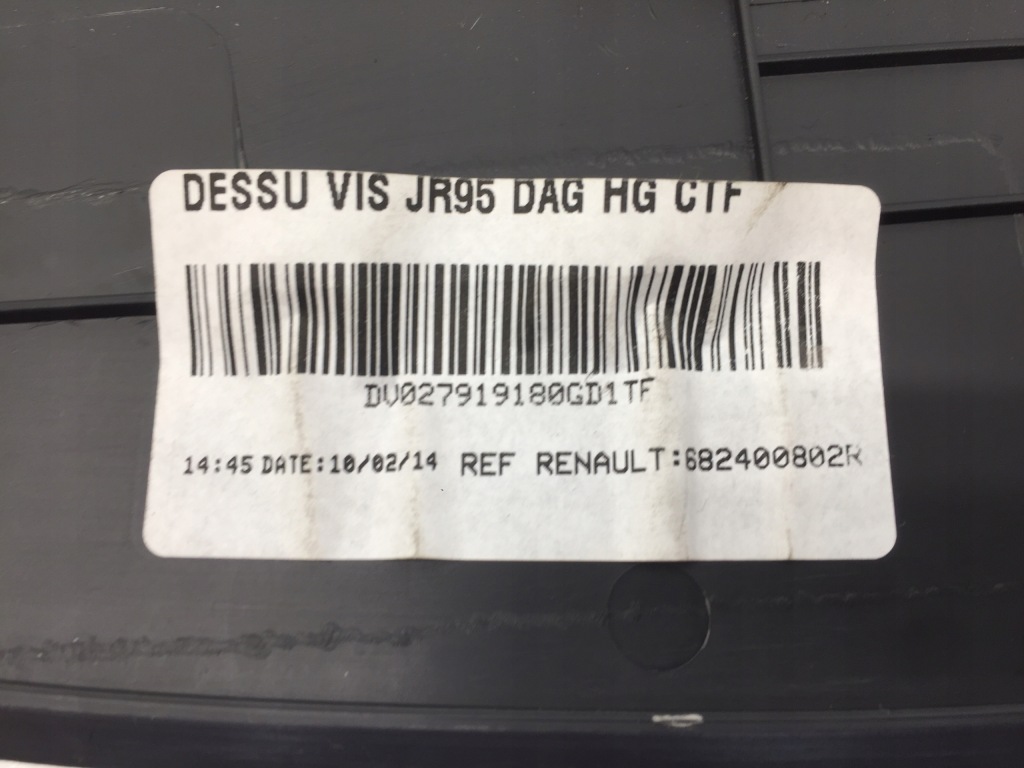 DESSU VIS JR95 DAG HG CTF
DV027919180GD1TF
14:45 DATE:10/02/14 REF RENAULT:682400802R